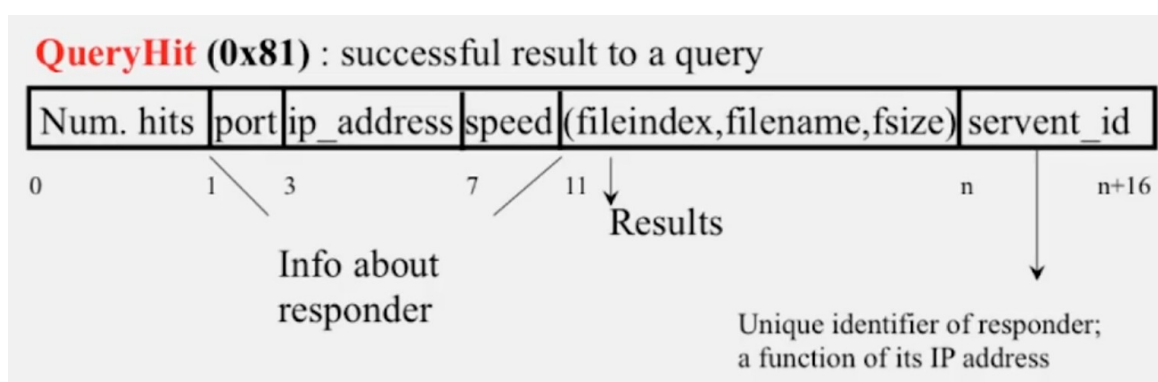 QueryHit (0x81) : successful result to a query
Num. hits port ip_address speed (fileindex,filename,fsize) servent_id
0 1 3 7 11 n n+16
Results
Info about
responder
Unique identifier of responder;
a function of its IP address